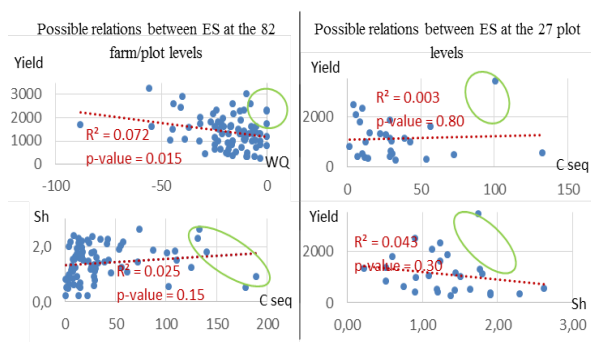 Possible relations between ES at the 82
farm/plot levels
Yield
3000
2000
1000
0
R² = 0.072
p-value = 0.015
WQ
-100
-50
0
Sh
2,0
0,0
R² = 0.025
p-value = 0.15
C seq
0
50
100
150
200
Possible relations between ES at the 27 plot
levels
Yield
2000
0
R² = 0.003
p-value = 0.80
C seq
0
50
100
150
Yield
2000
0
R² = 0.043
p-value = 0.30
Sh
0,00
1,00
2,00
3,00